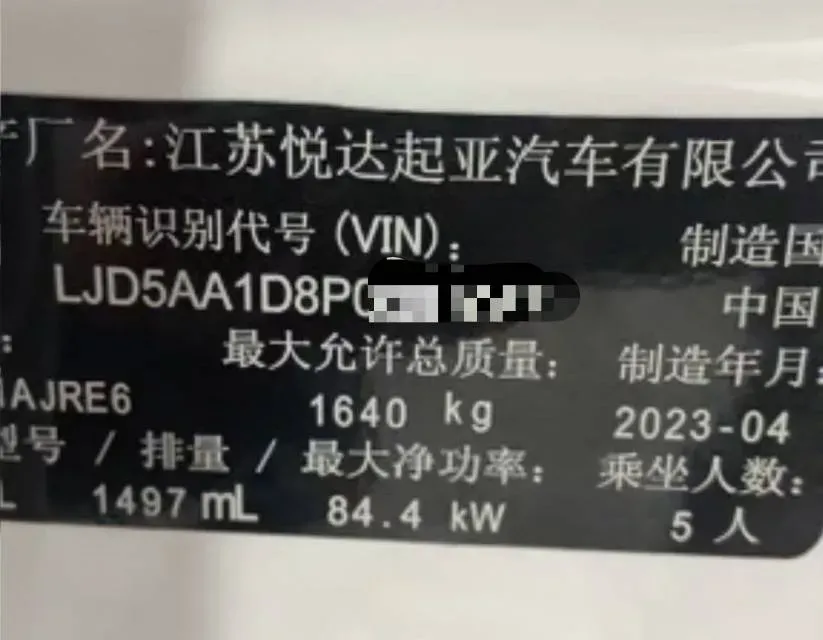 产厂名:江苏悦达起亚汽车有限公司
车辆识别代号(VIN): 制造国
LJD5AA1D8P0 中国
: 最大允许总质量: 制造年月:
AJRE6 1640 kg 2023-04
型号 / 排量 / 最大净功率: 乘坐人数:
L 1497 mL 84.4 kW 5 人